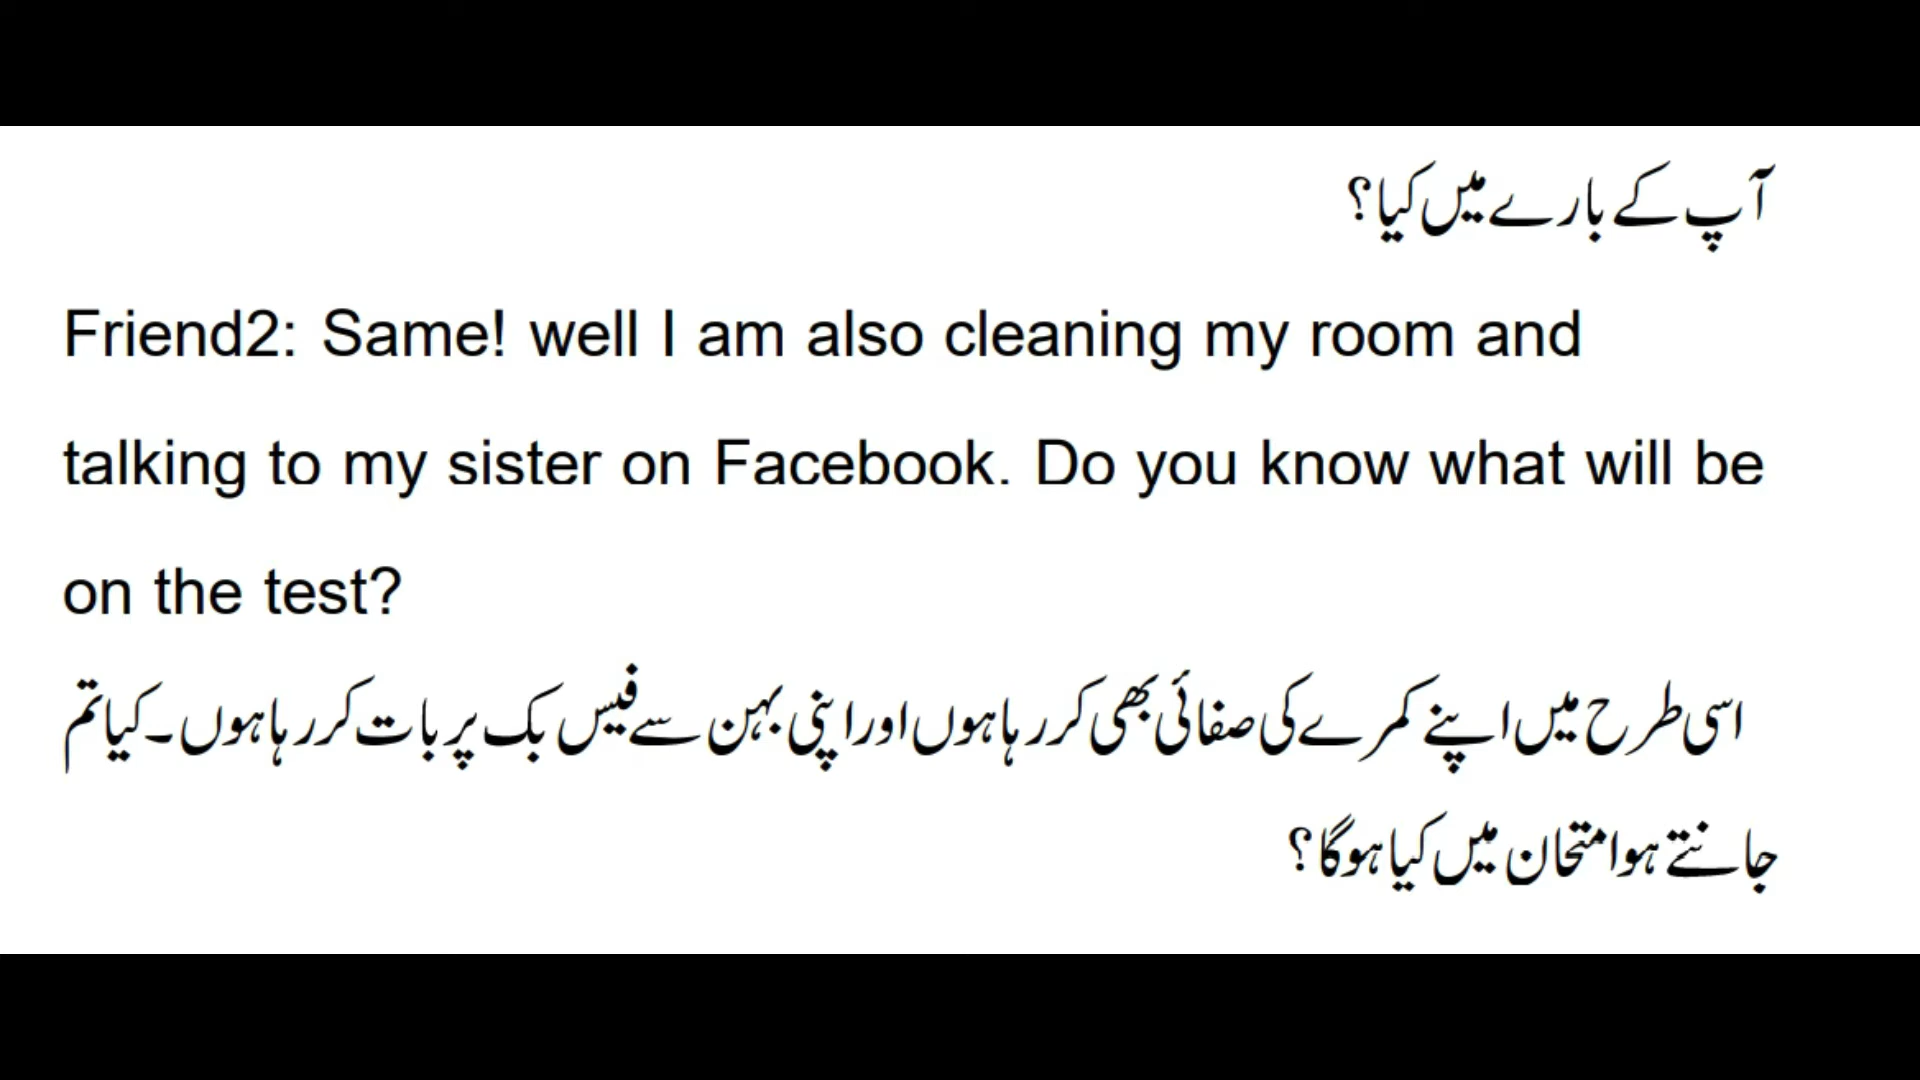 آپ کے بارے میں کیا؟
Friend2: Same! well I am also cleaning my room and
talking to my sister on Facebook. Do you know what will be
on the test?
اسی طرح میں اپنے کمرے کی صفائی بھی کر رہا ہوں اور اپنی بہن سے فیس بک پر بات کر رہا ہوں۔ کیا تم
جانتے ہو امتحان میں کیا ہوگا؟